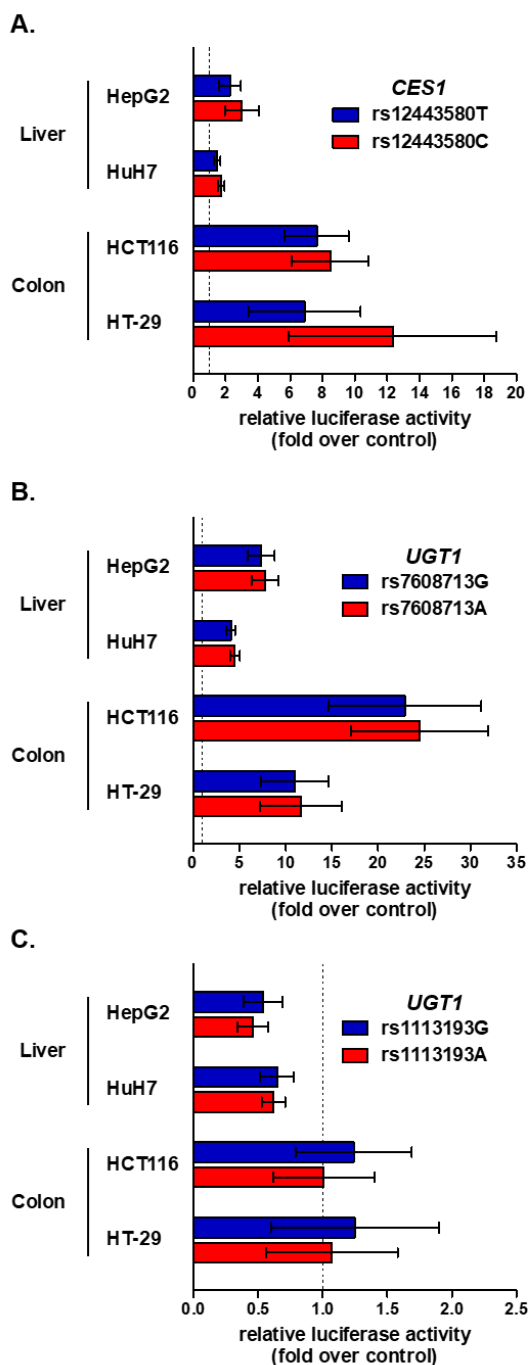 A.
CES1
rs12443580T
rs12443580C
Liver
HepG2
HuH7
Colon
HCT116
HT-29
0 2 4 6 8 10 12 14 16 18 20
relative luciferase activity
(fold over control)
B.
UGT1
rs7608713G
rs7608713A
Liver
HepG2
HuH7
Colon
HCT116
HT-29
0 5 10 15 20 25 30 35
relative luciferase activity
(fold over control)
C.
UGT1
rs1113193G
rs1113193A
Liver
HepG2
HuH7
Colon
HCT116
HT-29
0.0 0.5 1.0 1.5 2.0 2.5
relative luciferase activity
(fold over control)